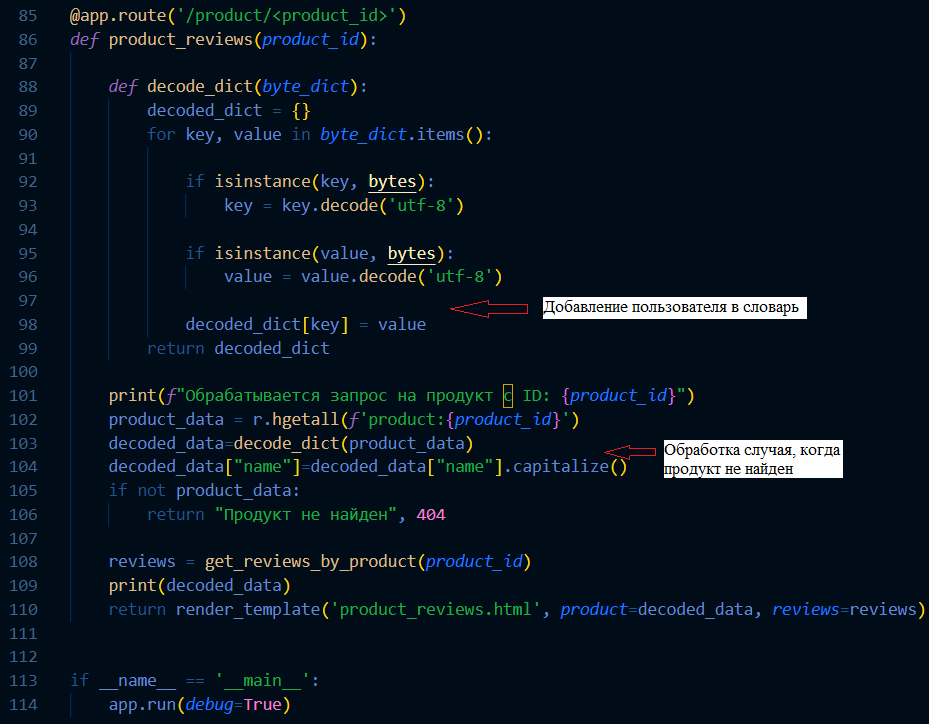 85 @app.route('/product/<product_id>')
86 def product_reviews(product_id):
87
88     def decode_dict(byte_dict):
89         decoded_dict = {}
90         for key, value in byte_dict.items():
91
92             if isinstance(key, bytes):
93                 key = key.decode('utf-8')
94
95             if isinstance(value, bytes):
96                 value = value.decode('utf-8')
97
Добавление пользователя в словарь
98             decoded_dict[key] = value
99         return decoded_dict
100
101     print(f"Обрабатывается запрос на продукт с ID: {product_id}")
102     product_data = r.hgetall(f'product:{product_id}')
103     decoded_data=decode_dict(product_data)
Обработка случая, когда
продукт не найден
104     decoded_data["name"]=decoded_data["name"].capitalize()
105     if not product_data:
106         return "Продукт не найден", 404
107
108     reviews = get_reviews_by_product(product_id)
109     print(decoded_data)
110     return render_template('product_reviews.html', product=decoded_data, reviews=reviews)
111
112
113 if __name__ == '__main__':
114     app.run(debug=True)